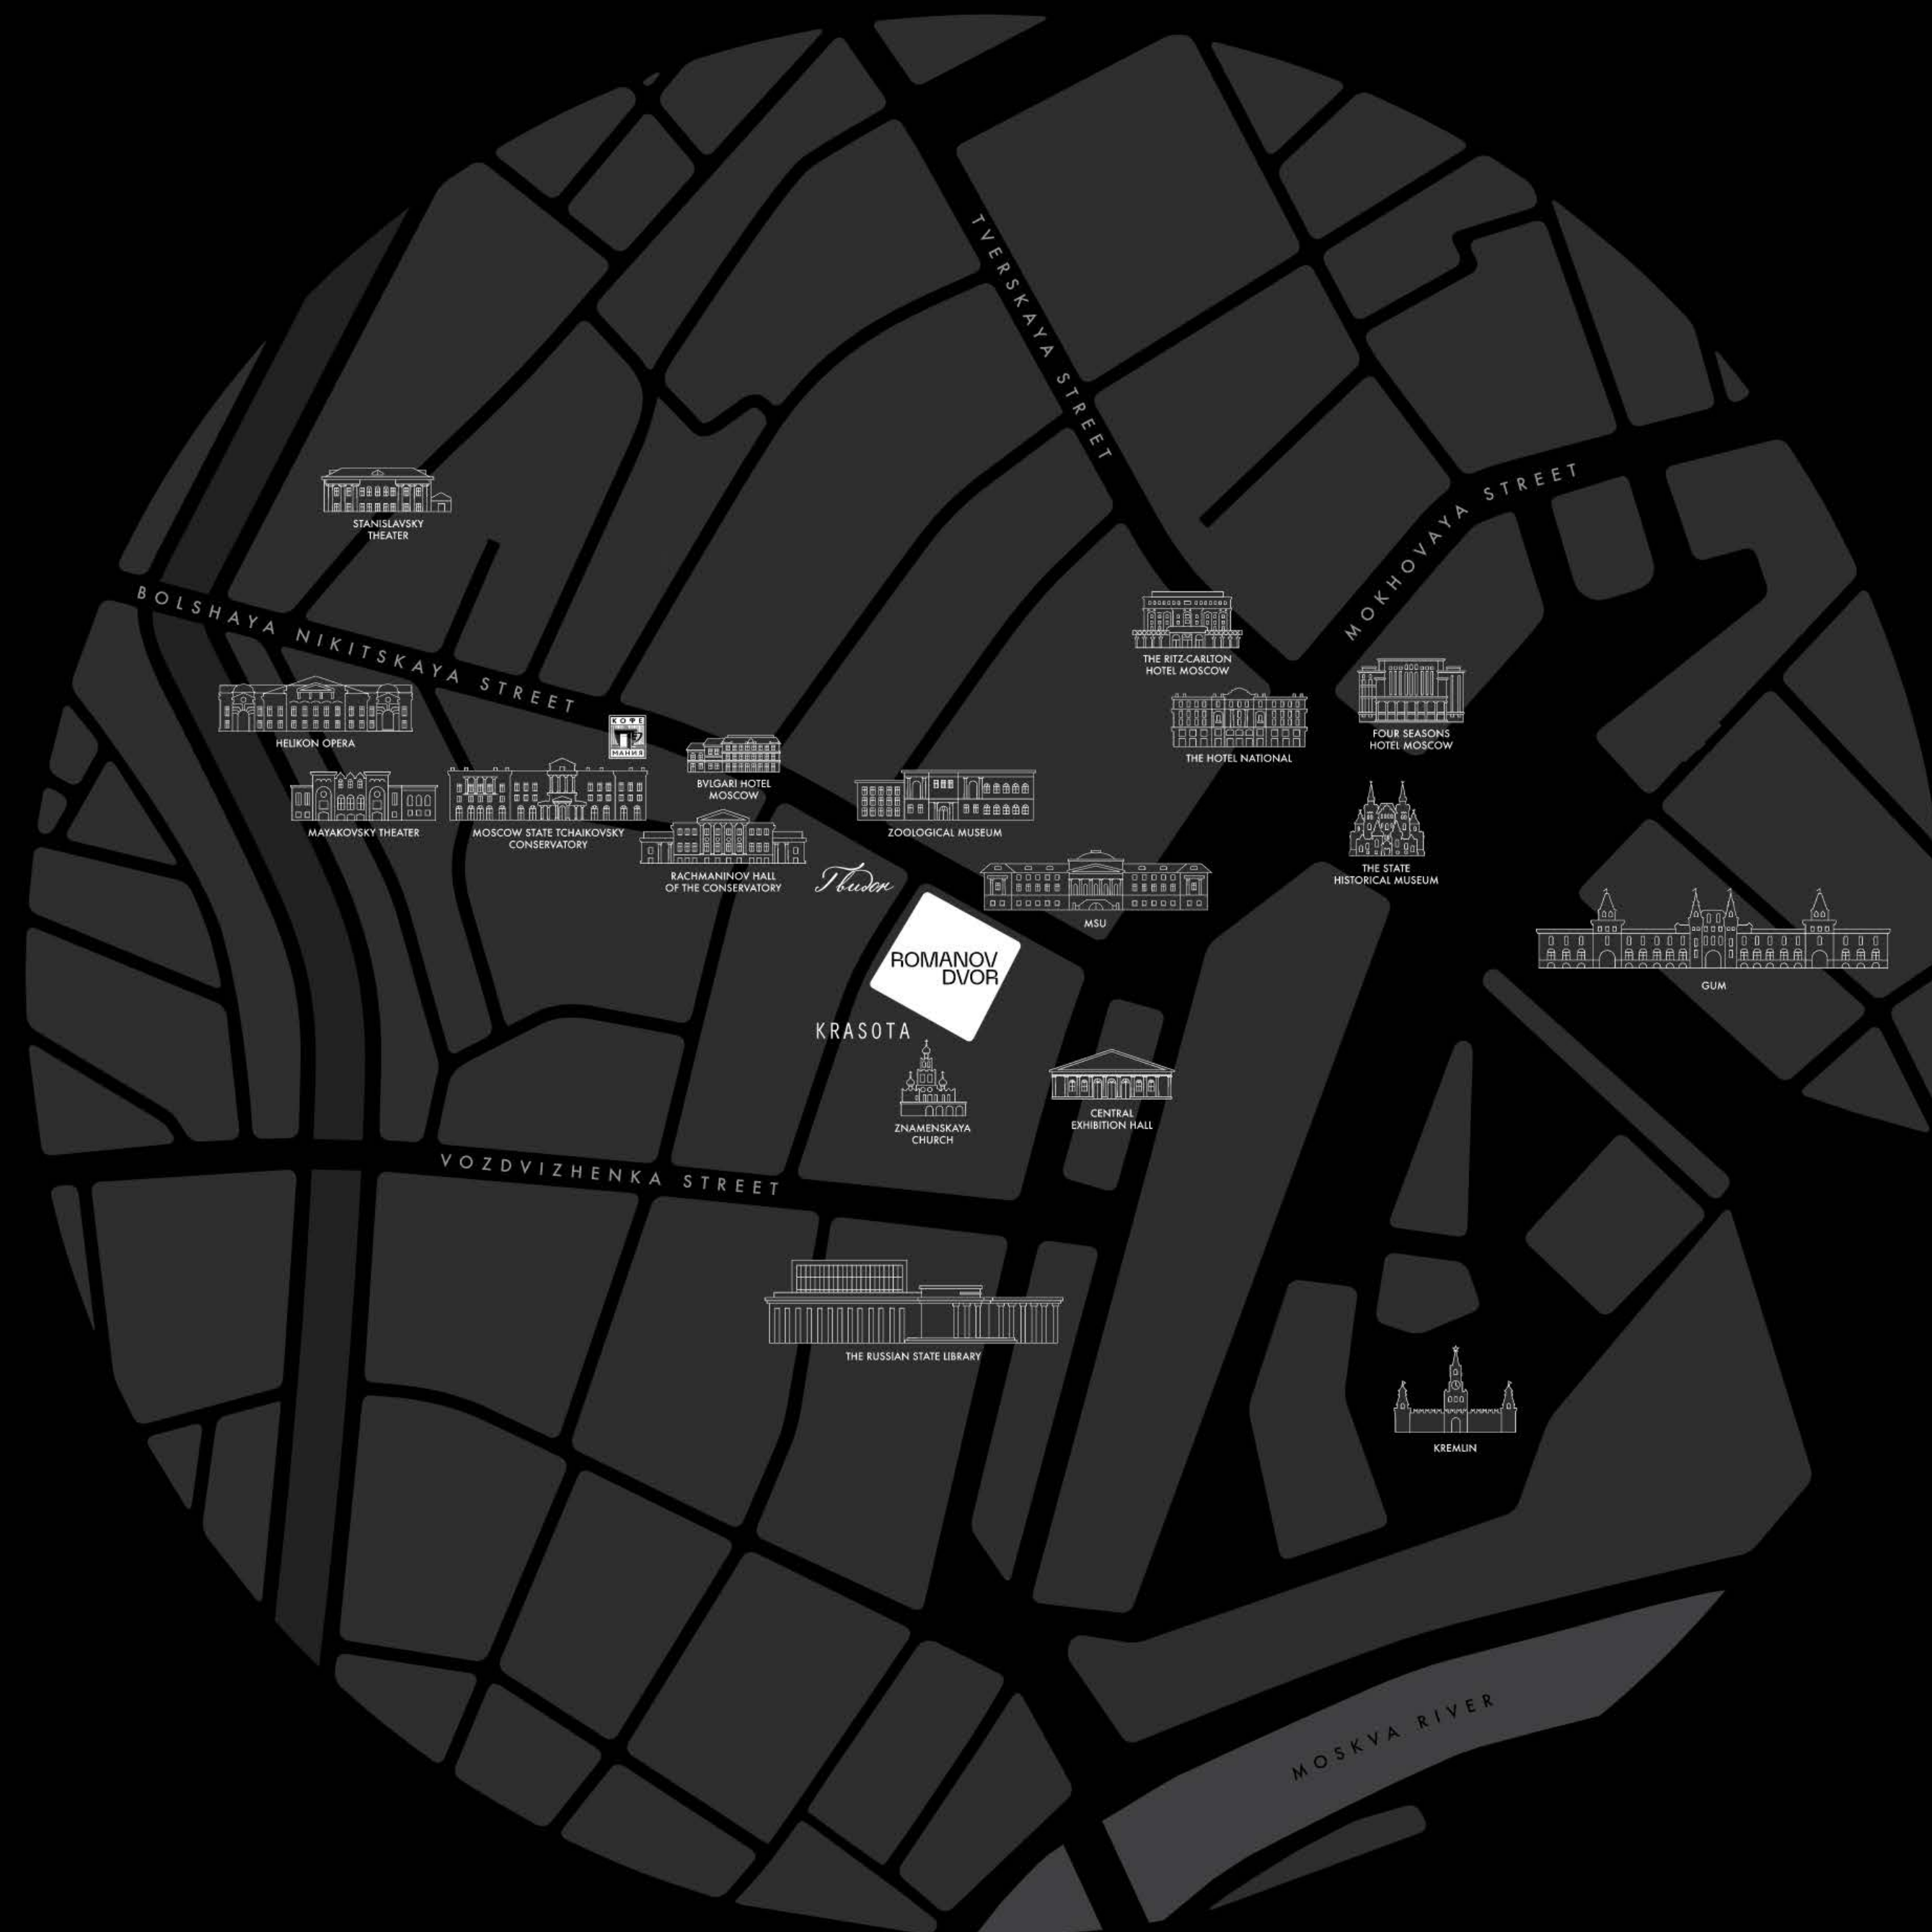 TVERSKAYA STREET
MOKHOVAYA STREET
STANISLAVSKY
THEATER
BOLSHAYA NIKITSKAYA STREET
THE RITZ-CARLTON
HOTEL MOSCOW
HELIKON OPERA
КОФЕ
МАНИЯ
FOUR SEASONS
HOTEL MOSCOW
THE HOTEL NATIONAL
BVLGARI HOTEL
MOSCOW
MAYAKOVSKY THEATER
MOSCOW STATE TCHAIKOVSKY
CONSERVATORY
ZOOLOGICAL MUSEUM
RACHMANINOV HALL
OF THE CONSERVATORY
Гвидон
THE STATE
HISTORICAL MUSEUM
MSU
ROMANOV
DVOR
GUM
KRASOTA
CENTRAL
EXHIBITION HALL
ZNAMENSKAYA
CHURCH
VOZDVIZHENKA STREET
THE RUSSIAN STATE LIBRARY
KREMLIN
MOSKVA RIVER